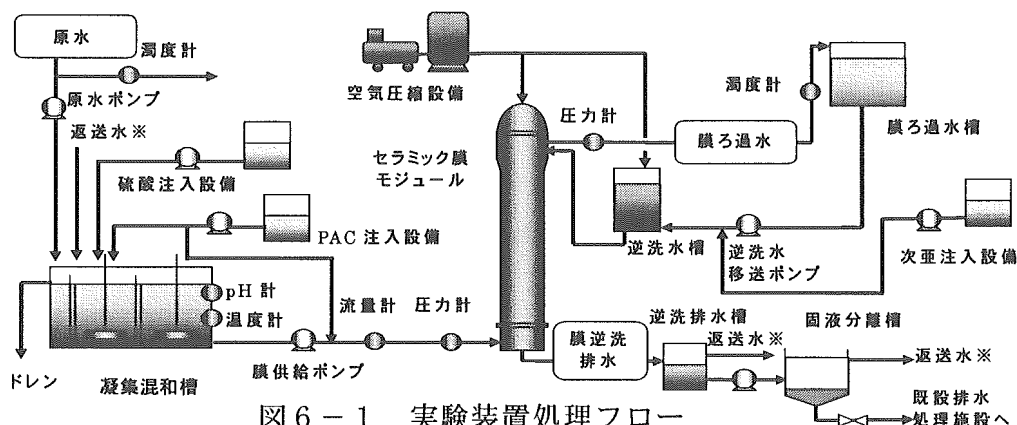 原水
濁度計
原水ポンプ
返送水※
硫酸注入設備
PAC 注入設備
pH 計
温度計
ドレン
凝集混和槽
膜供給ポンプ
流量計
圧力計
空気圧縮設備
セラミック膜
モジュール
圧力計
膜ろ過水
濁度計
膜ろ過水槽
逆洗水槽
逆洗水
移送ポンプ
次亜注入設備
膜逆洗
排水
逆洗排水槽
返送水※
固液分離槽
返送水※
既設排水
処理施設へ
図6-1 実験装置処理フロー